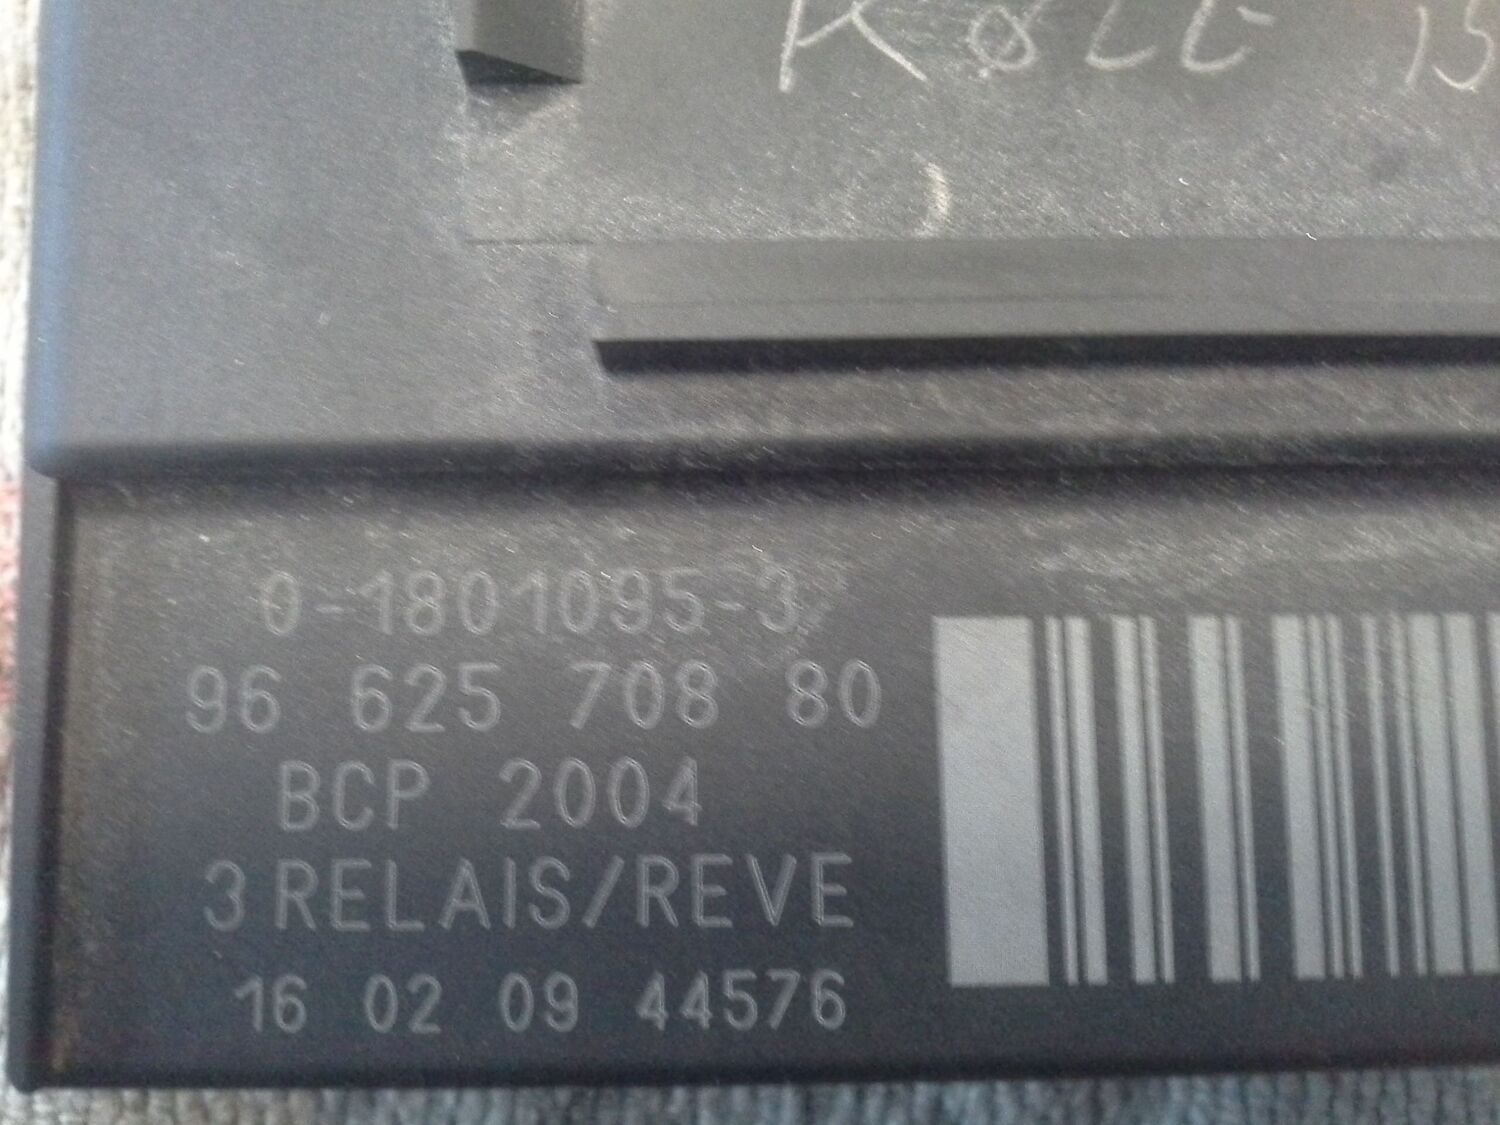 0-1801095-3
96 625 708 80
BCP 2004
3 RELAIS/REVE
16 02 09 44576